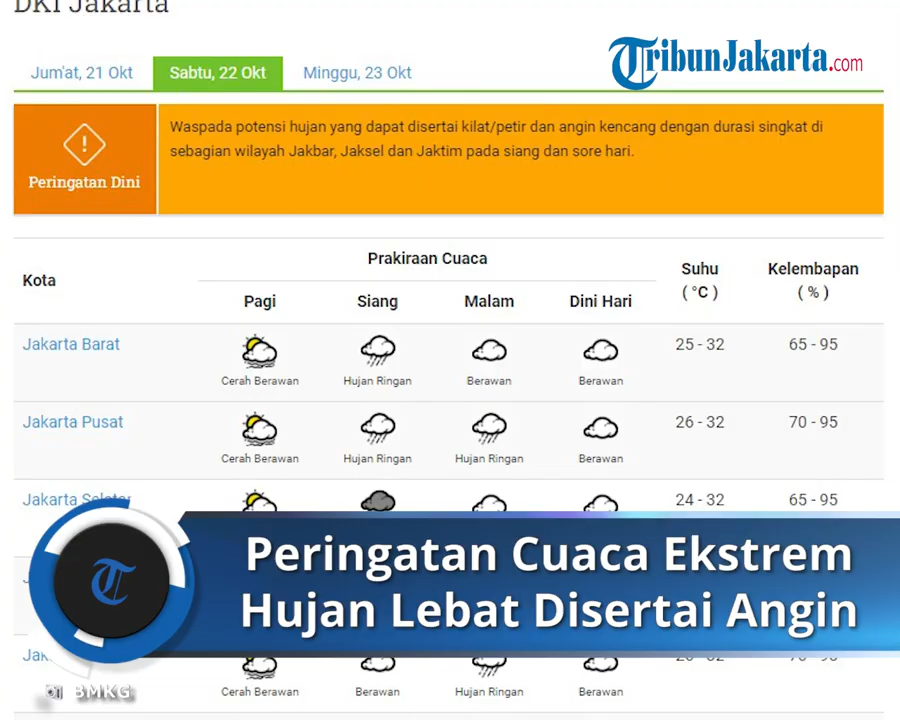 DKI Jakarta
TribunJakarta.com
Jum'at, 21 Okt
Sabtu, 22 Okt
Minggu, 23 Okt
Waspada potensi hujan yang dapat disertai kilat/petir dan angin kencang dengan durasi singkat di
sebagian wilayah Jakbar, Jaksel dan Jaktim pada siang dan sore hari.
Peringatan Dini
Kota
Prakiraan Cuaca
Suhu
( °C )
Kelembapan
( % )
Pagi
Siang
Malam
Dini Hari
Jakarta Barat
25 - 32
65 - 95
Cerah Berawan
Hujan Ringan
Berawan
Berawan
Jakarta Pusat
26 - 32
70 - 95
Cerah Berawan
Hujan Ringan
Hujan Ringan
Berawan
Jakarta Selatan
24 - 32
65 - 95
Peringatan Cuaca Ekstrem
Hujan Lebat Disertai Angin
BMKG
Cerah Berawan
Berawan
Hujan Ringan
Berawan